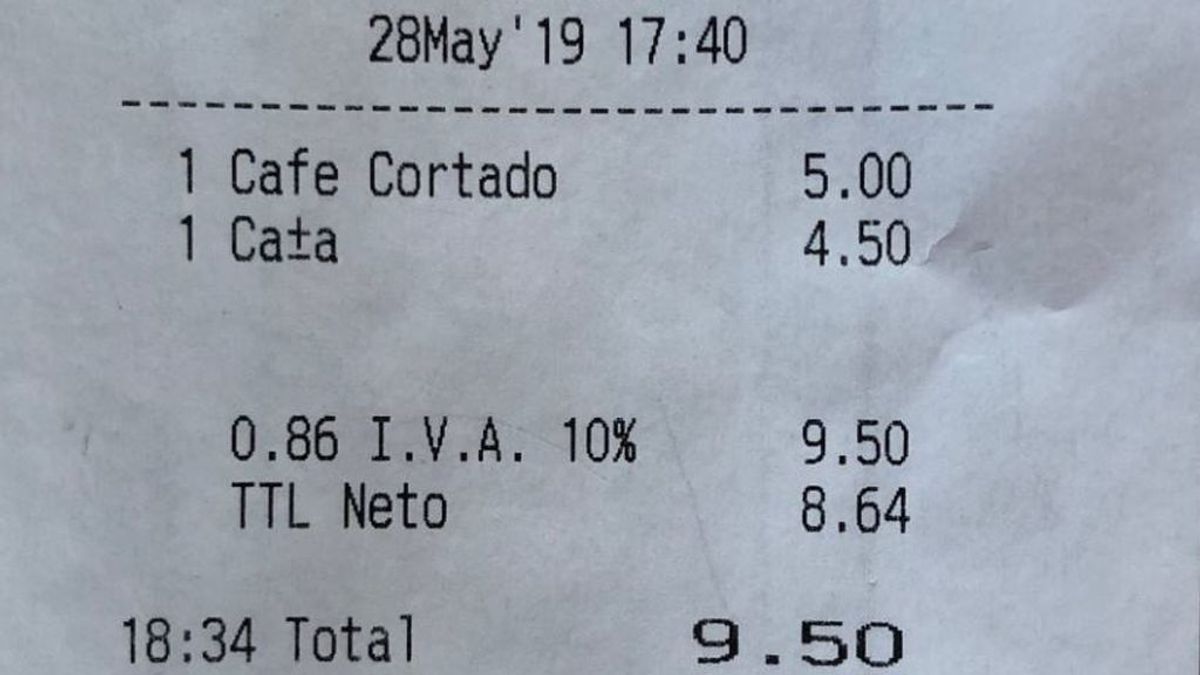 28May'19 17:40
--------------------------------
1 Cafe Cortado 5.00
1 Ca±a 4.50
0.86 I.V.A. 10% 9.50
TTL Neto 8.64
18:34 Total 9.50